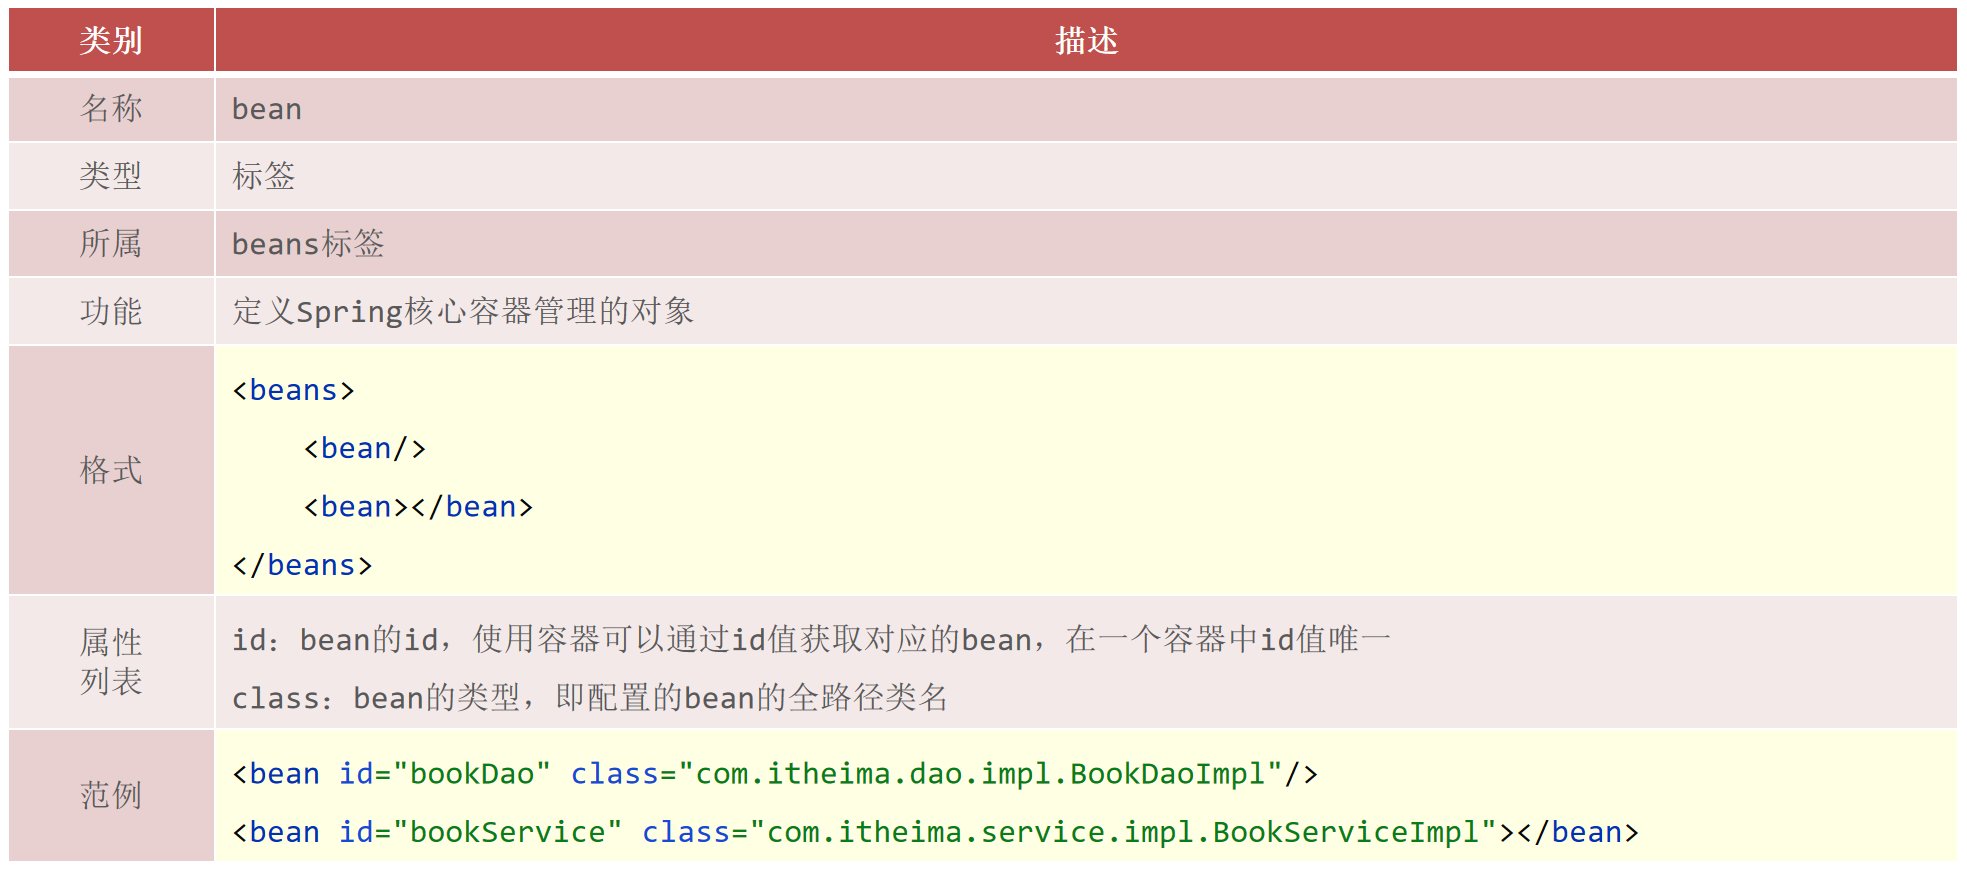 类别 描述
名称 bean
类型 标签
所属 beans标签
功能 定义Spring核心容器管理的对象
格式
<beans>
    <bean/>
    <bean></bean>
</beans>
属性
列表
id：bean的id，使用容器可以通过id值获取对应的bean，在一个容器中id值唯一
class：bean的类型，即配置的bean的全路径类名
范例
<bean id="bookDao" class="com.itheima.dao.impl.BookDaoImpl"/>
<bean id="bookService" class="com.itheima.service.impl.BookServiceImpl"></bean>